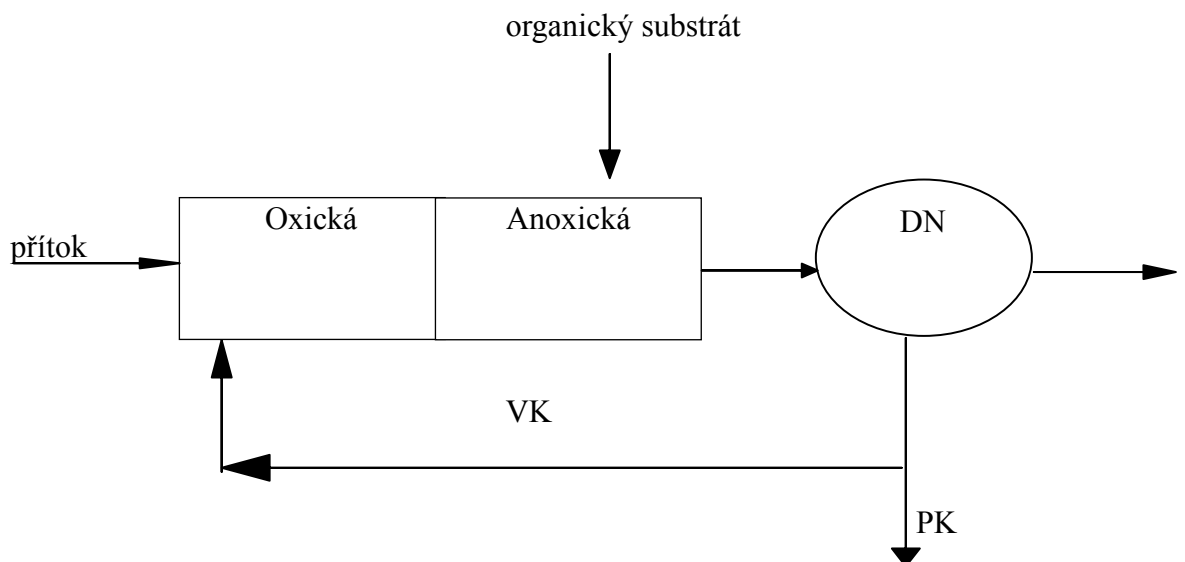 organický substrát
Oxická
Anoxická
DN
přítok
VK
PK